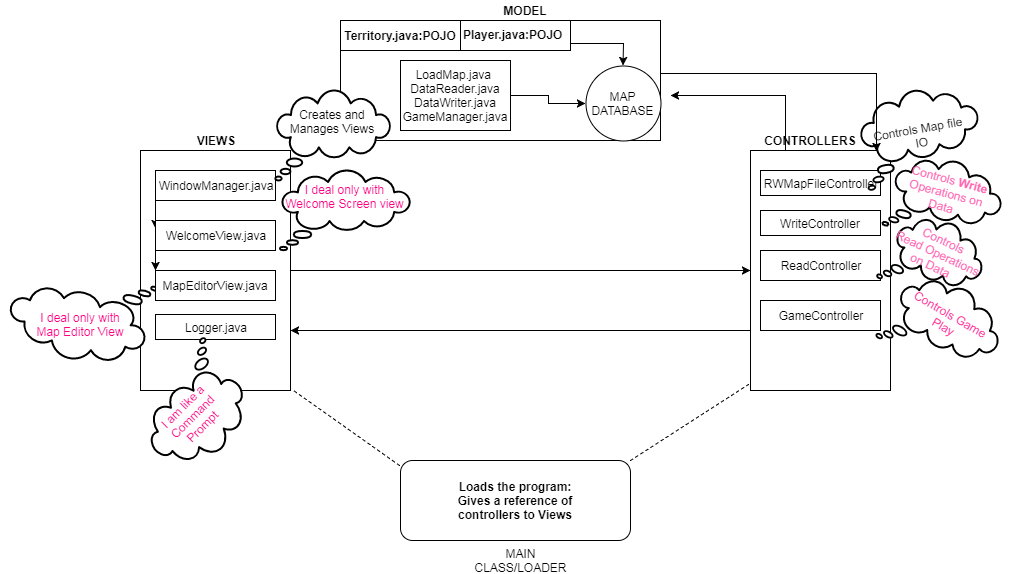 MODEL
Territory.java:POJO
Player.java:POJO
LoadMap.java
DataReader.java
DataWriter.java
GameManager.java
MAP
DATABASE
Creates and
Manages Views
VIEWS
WindowManager.java
I deal only with
Welcome Screen view
WelcomeView.java
MapEditorView.java
I deal only with
Map Editor View
Logger.java
I am like a
Command
Prompt
CONTROLLERS
Controls Map file
IO
RWMapFileController
Controls Write
Operations on
Data
WriteController
Controls
Read Operations
on Data
ReadController
Controls Game
Play
GameController
Loads the program:
Gives a reference of
controllers to Views
MAIN
CLASS/LOADER